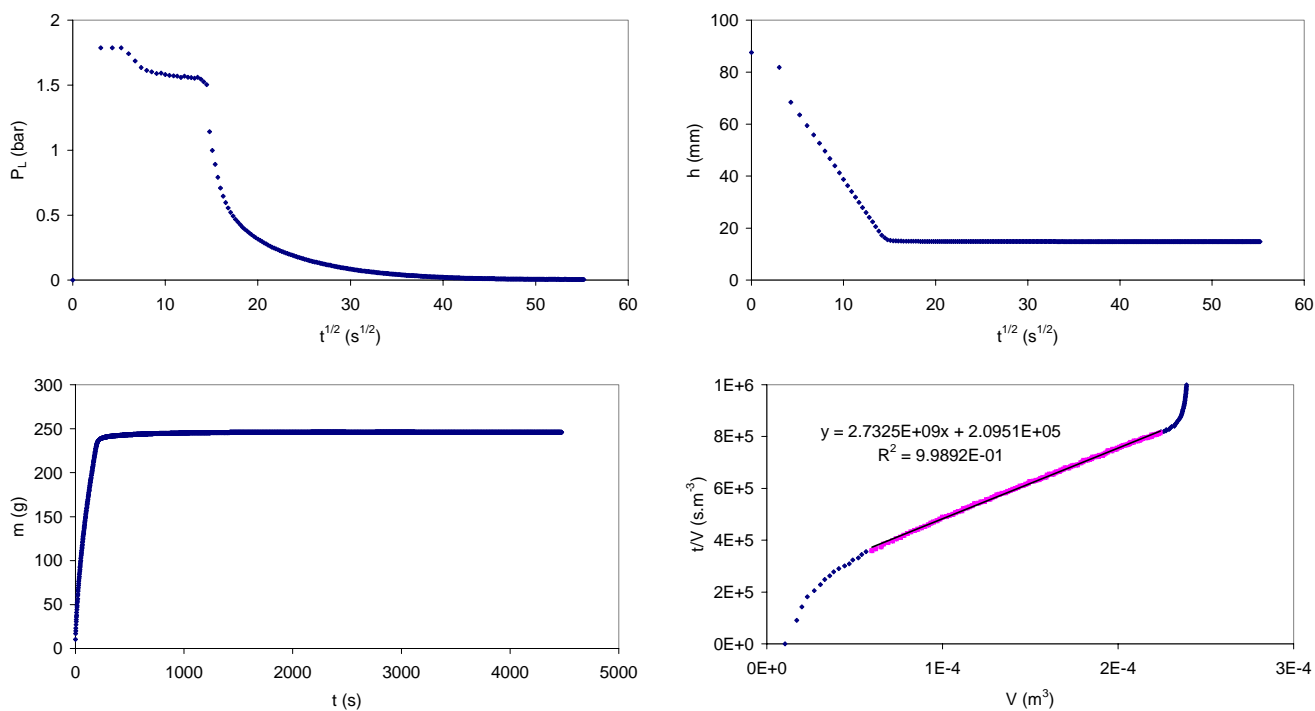 2
1.5
1
0.5
0
P_L (bar)
0 10 20 30 40 50 60
t^1/2 (s^1/2)
100
80
60
40
20
0
h (mm)
0 10 20 30 40 50 60
t^1/2 (s^1/2)
300
250
200
150
100
50
0
m (g)
0 1000 2000 3000 4000 5000
t (s)
1E+6
8E+5
6E+5
4E+5
2E+5
0E+0
t/V (s.m^-3)
y = 2.7325E+09x + 2.0951E+05
R^2 = 9.9892E-01
0E+0 1E-4 2E-4 3E-4
V (m^3)